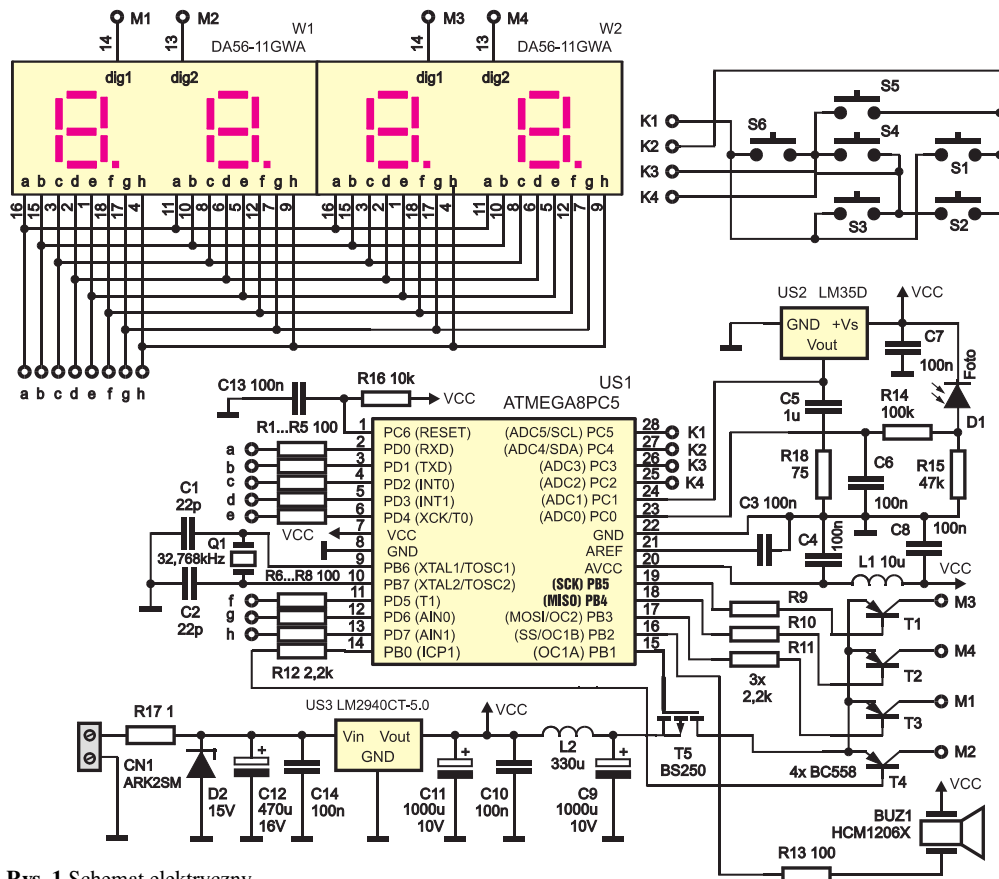 M1 M2 M3 M4
14 13 14 13
W1
DA56-11GWA
W2
DA56-11GWA
dig1 dig2 dig1 dig2
a b c d e f g h a b c d e f g h a b c d e f g h a b c d e f g h
16 15 3 2 1 18 17 4 11 10 8 6 5 12 7 9 16 15 3 2 1 18 17 4 11 10 8 6 5 12 7 9
a b c d e f g h
K1
K2
K3
K4
S6
S5
S4
S3
S1
S2
US2 LM35D
GND +Vs
Vout
VCC
C7
100n
Foto
D1
C5
1u
R14
100k
R18
75
C6
100n
R15
47k
C3 100n
C4
100n
C8
100n
L1 10u
VCC
C13 100n
R16 10k
VCC
US1
ATMEGA8PC5
R1...R5 100
a
b
c
d
e
VCC
C1
22p
Q1
32,768kHz
C2
22p
R6...R8 100
f
g
h
R12 2,2k
1 PC6 (RESET)
2 PD0 (RXD)
3 PD1 (TXD)
4 PD2 (INT0)
5 PD3 (INT1)
6 PD4 (XCK/T0)
7 VCC
8 GND
9 PB6 (XTAL1/TOSC1)
10 PB7 (XTAL2/TOSC2)
11 PD5 (T1)
12 PD6 (AIN0)
13 PD7 (AIN1)
14 PB0 (ICP1)
(ADC5/SCL) PC5 28 K1
(ADC4/SDA) PC4 27 K2
(ADC3) PC3 26 K3
(ADC2) PC2 25 K4
(ADC1) PC1 24
(ADC0) PC0 23
GND 22
AREF 21
AVCC 20
(SCK) PB5 19
(MISO) PB4 18
(MOSI/OC2) PB3 17
(SS/OC1B) PB2 16
(OC1A) PB1 15
R9
R10
R11
3x
2,2k
T1
T2
T3
T4
M3
M4
M1
M2
4x BC558
T5
BS250
CN1
ARK2SM
R17 1
D2
15V
C12
470u
16V
C14
100n
US3 LM2940CT-5.0
Vin Vout
GND
VCC
C11
1000u
10V
C10
100n
L2
330u
C9
1000u
10V
VCC
BUZ1
HCM1206X
R13 100
Rys. 1 Schemat elektryczny